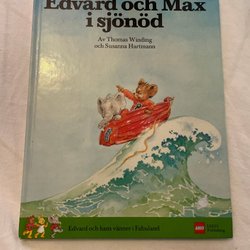 Edvard och Max
i sjönöd
Av Thomas Winding
och Susanna Hartmann
Edvard och hans vänner i Fabuland
LEGO